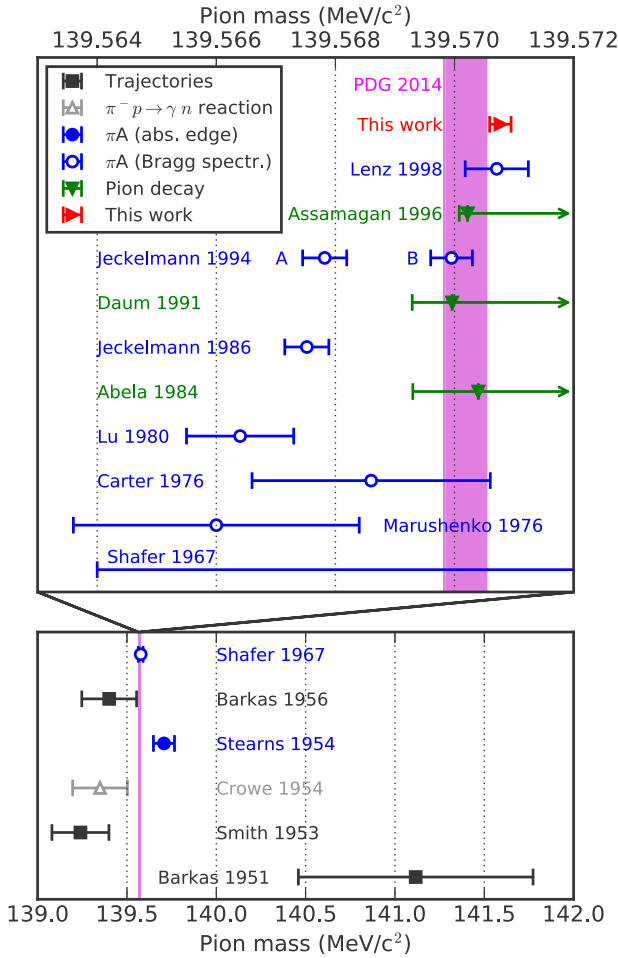 Pion mass (MeV/c²)
139.564 139.566 139.568 139.570 139.572
Trajectories
π⁻ p → γ n reaction
πA (abs. edge)
πA (Bragg spectr.)
Pion decay
This work
PDG 2014
This work
Lenz 1998
Assamagan 1996
Jeckelmann 1994 A B
Daum 1991
Jeckelmann 1986
Abela 1984
Lu 1980
Carter 1976
Marushenko 1976
Shafer 1967
Shafer 1967
Barkas 1956
Stearns 1954
Crowe 1954
Smith 1953
Barkas 1951
139.0 139.5 140.0 140.5 141.0 141.5 142.0
Pion mass (MeV/c²)